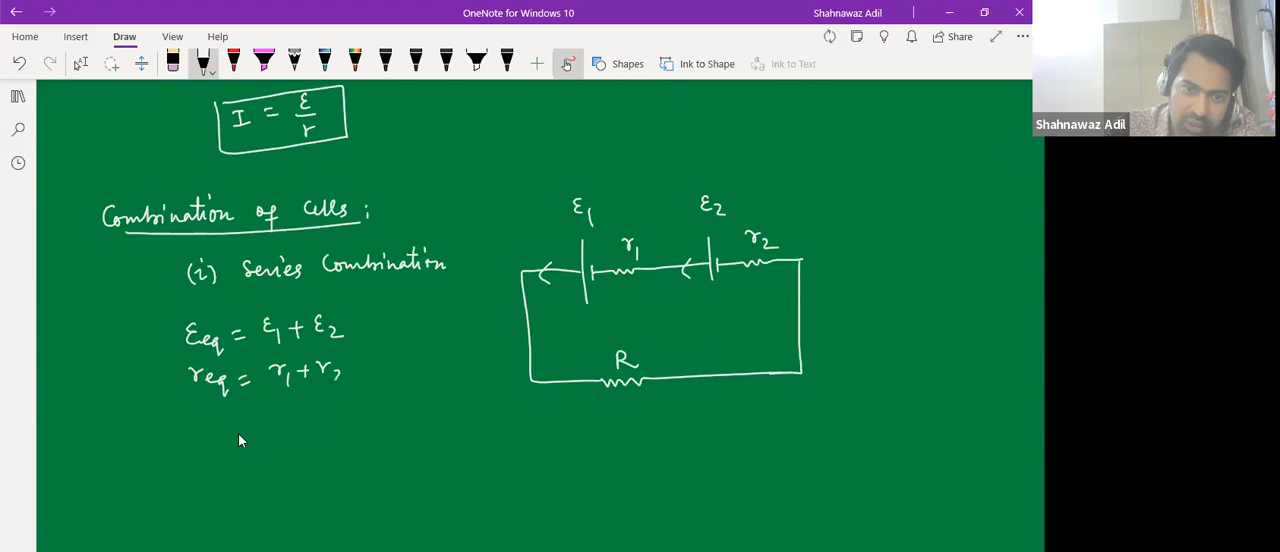 OneNote for Windows 10
Shahnawaz Adil
Home Insert Draw View Help
Share
Shapes Ink to Shape Ink to Text
Shahnawaz Adil
I = ε/r
Combination of Cells :
(i) Series Combination
εeq = ε1 + ε2
req = r1 + r2
ε1 ε2
r1 r2
R